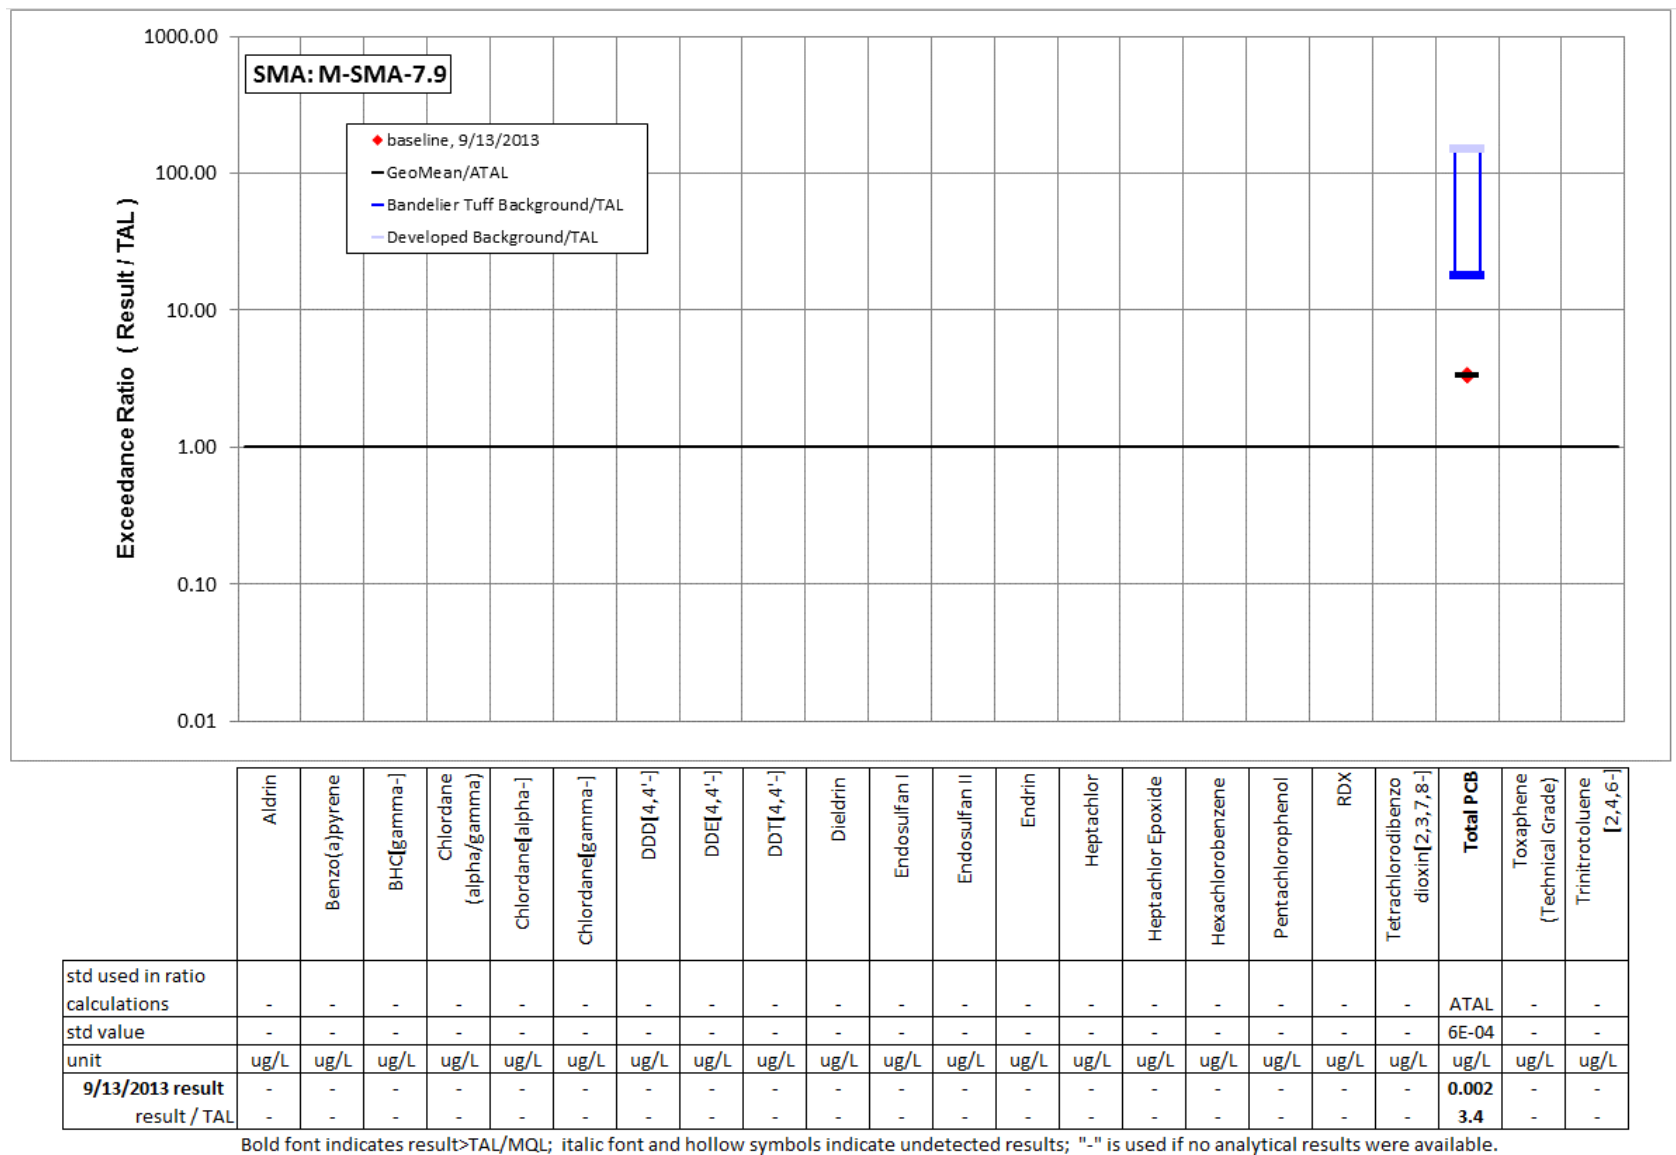 1000.00
SMA: M-SMA-7.9
baseline, 9/13/2013
GeoMean/ATAL
Bandelier Tuff Background/TAL
Developed Background/TAL
100.00
10.00
1.00
0.10
0.01
Exceedance Ratio ( Result / TAL )
Aldrin
Benzo(a)pyrene
BHC[gamma-]
Chlordane
(alpha/gamma)
Chlordane[alpha-]
Chlordane[gamma-]
DDD[4,4'-]
DDE[4,4'-]
DDT[4,4'-]
Dieldrin
Endosulfan I
Endosulfan II
Endrin
Heptachlor
Heptachlor Epoxide
Hexachlorobenzene
Pentachlorophenol
RDX
Tetrachlorodibenzo
dioxin[2,3,7,8-]
Total PCB
Toxaphene
(Technical Grade)
Trinitrotoluene
[2,4,6-]
std used in ratio
calculations - - - - - - - - - - - - - - - - - - - ATAL - -
std value - - - - - - - - - - - - - - - - - - - 6E-04 - -
unit ug/L ug/L ug/L ug/L ug/L ug/L ug/L ug/L ug/L ug/L ug/L ug/L ug/L ug/L ug/L ug/L ug/L ug/L ug/L ug/L ug/L ug/L
9/13/2013 result - - - - - - - - - - - - - - - - - - - 0.002 - -
result / TAL - - - - - - - - - - - - - - - - - - - 3.4 - -
Bold font indicates result>TAL/MQL; italic font and hollow symbols indicate undetected results; "-" is used if no analytical results were available.